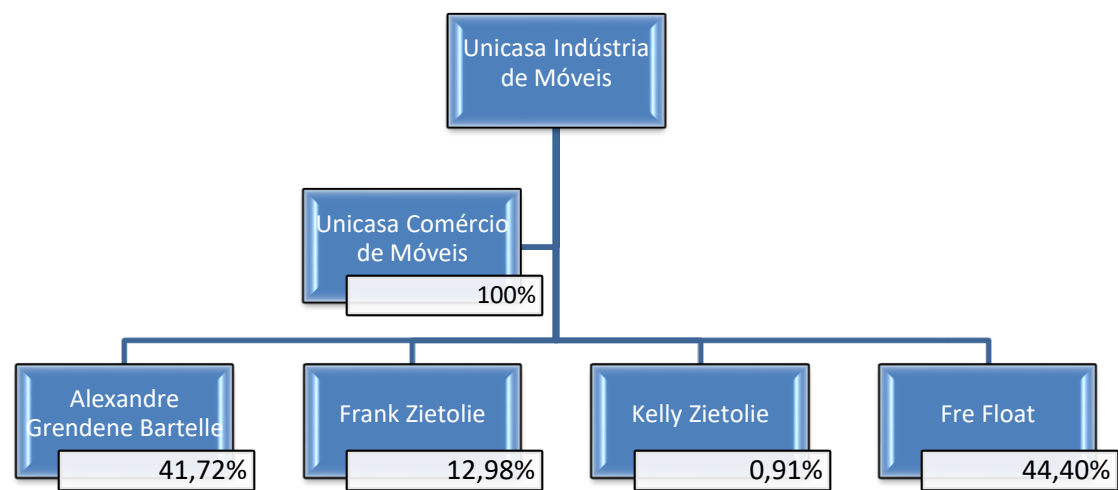 Unicasa Indústria
de Móveis
Unicasa Comércio
de Móveis
100%
Alexandre
Grendene Bartelle
41,72%
Frank Zietolie
12,98%
Kelly Zietolie
0,91%
Fre Float
44,40%